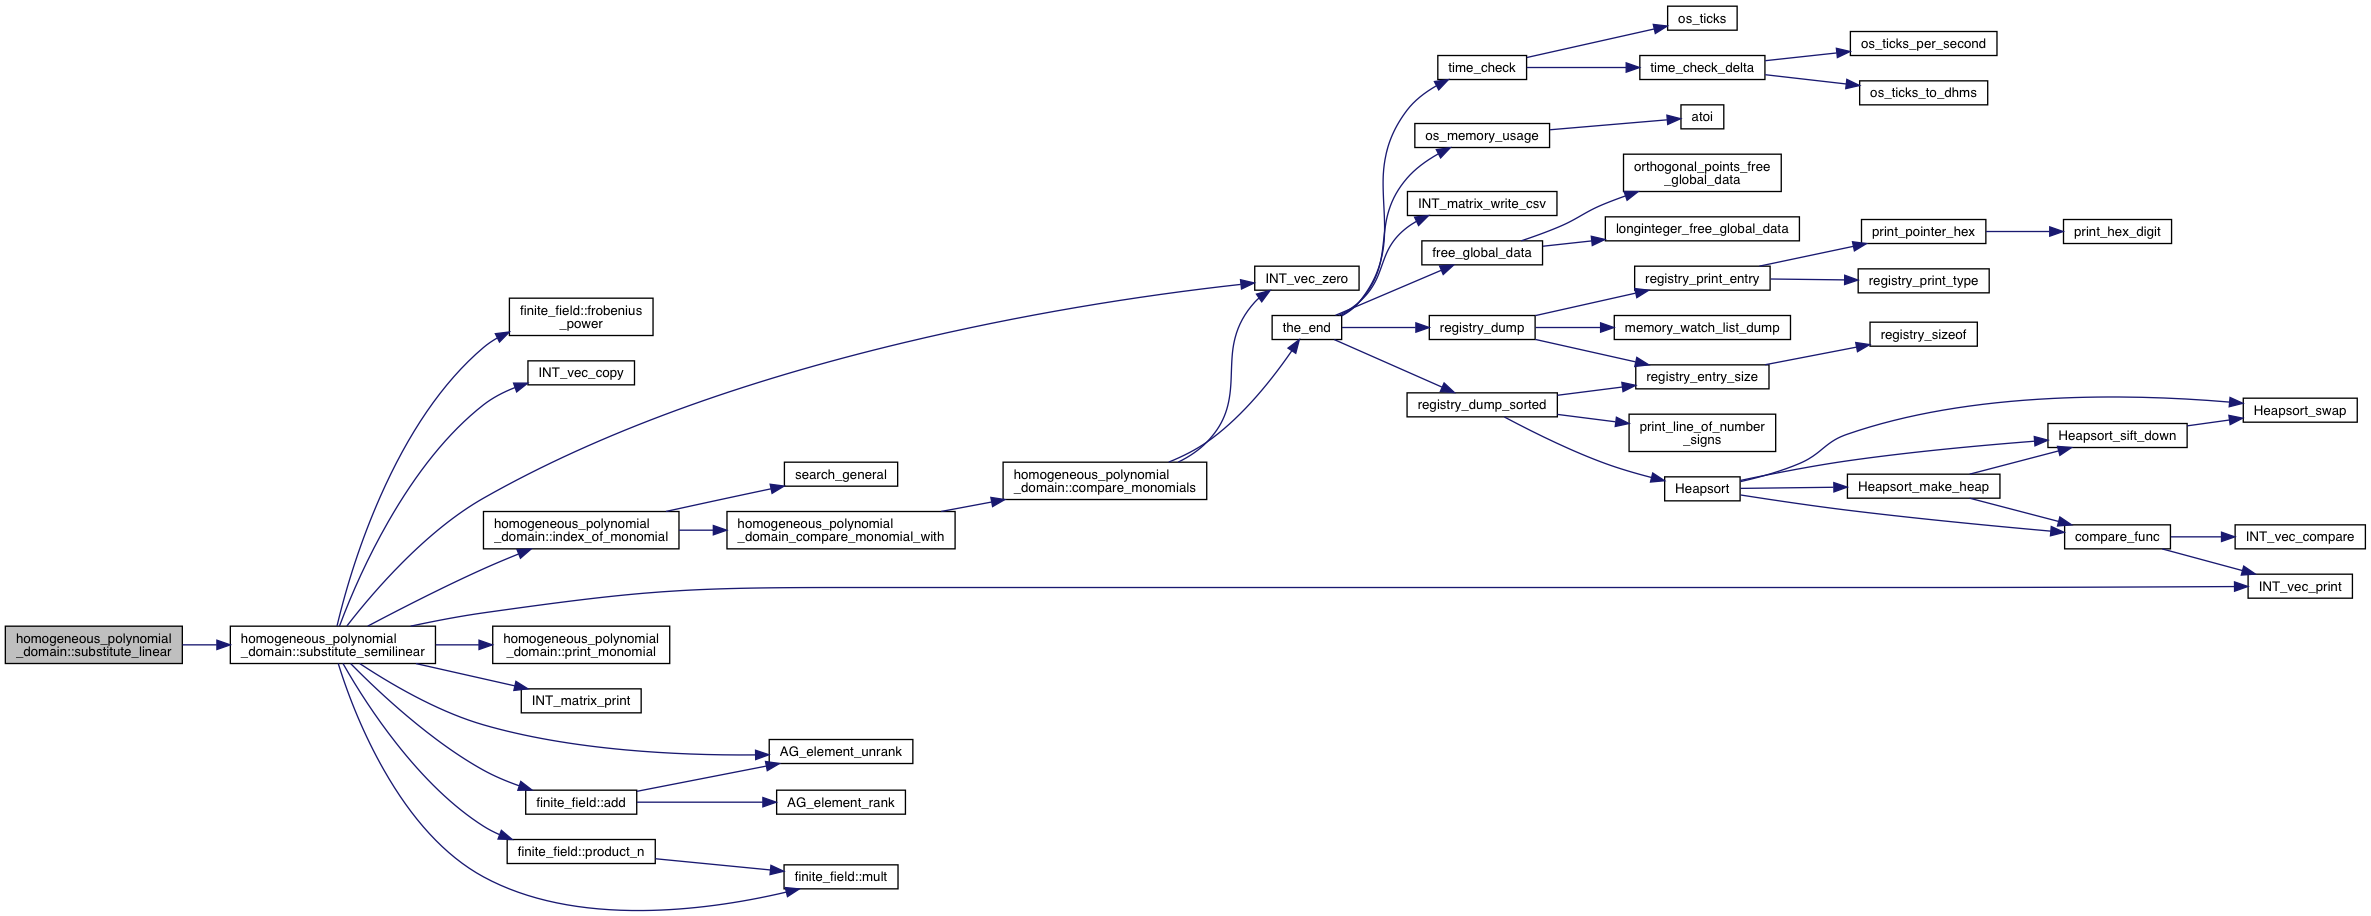 os_ticks
os_ticks_per_second
time_check
time_check_delta
os_ticks_to_dhms
atoi
os_memory_usage
orthogonal_points_free
_global_data
INT_matrix_write_csv
longinteger_free_global_data
print_pointer_hex
print_hex_digit
free_global_data
INT_vec_zero
registry_print_entry
registry_print_type
finite_field::frobenius
_power
the_end
registry_dump
memory_watch_list_dump
registry_sizeof
INT_vec_copy
registry_entry_size
registry_dump_sorted
Heapsort_swap
print_line_of_number
_signs
Heapsort_sift_down
search_general
homogeneous_polynomial
_domain::compare_monomials
Heapsort
Heapsort_make_heap
homogeneous_polynomial
_domain::index_of_monomial
homogeneous_polynomial
_domain_compare_monomial_with
compare_func
INT_vec_compare
INT_vec_print
homogeneous_polynomial
_domain::substitute_linear
homogeneous_polynomial
_domain::substitute_semilinear
homogeneous_polynomial
_domain::print_monomial
INT_matrix_print
AG_element_unrank
finite_field::add
AG_element_rank
finite_field::product_n
finite_field::mult